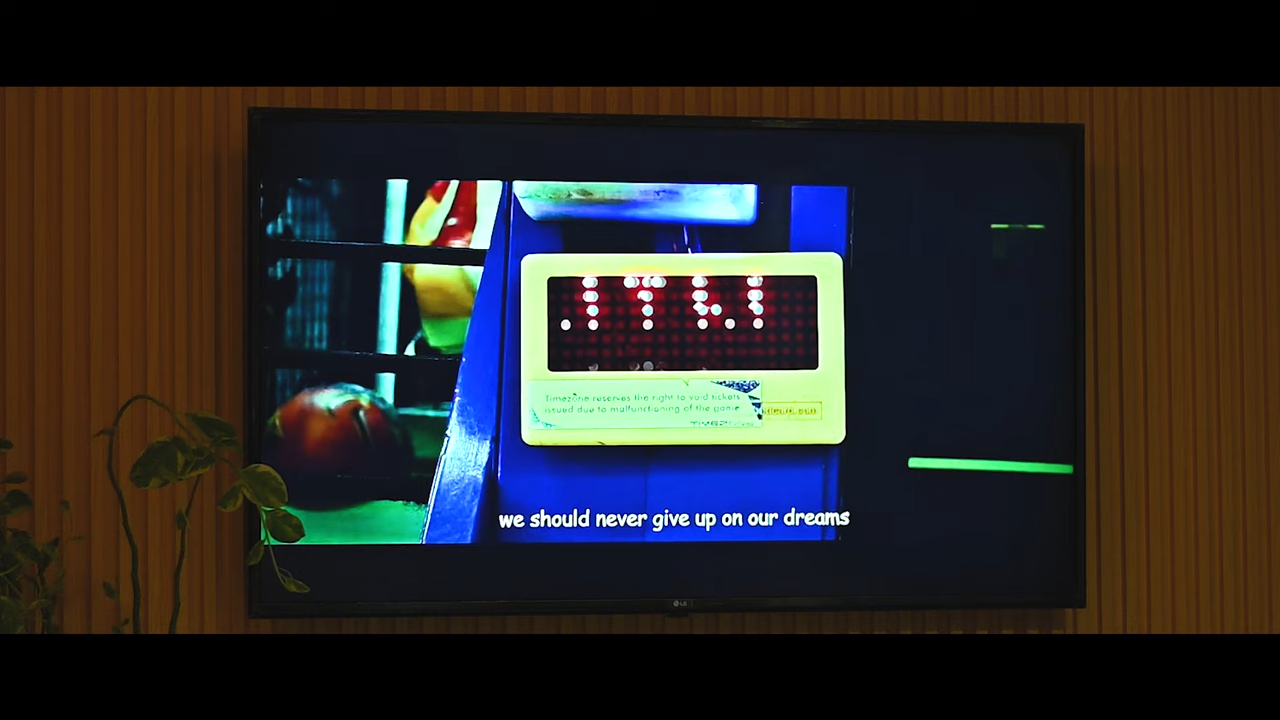 Timezone reserves the right to void tickets
issued due to malfunctioning of the game
we should never give up on our dreams
LG